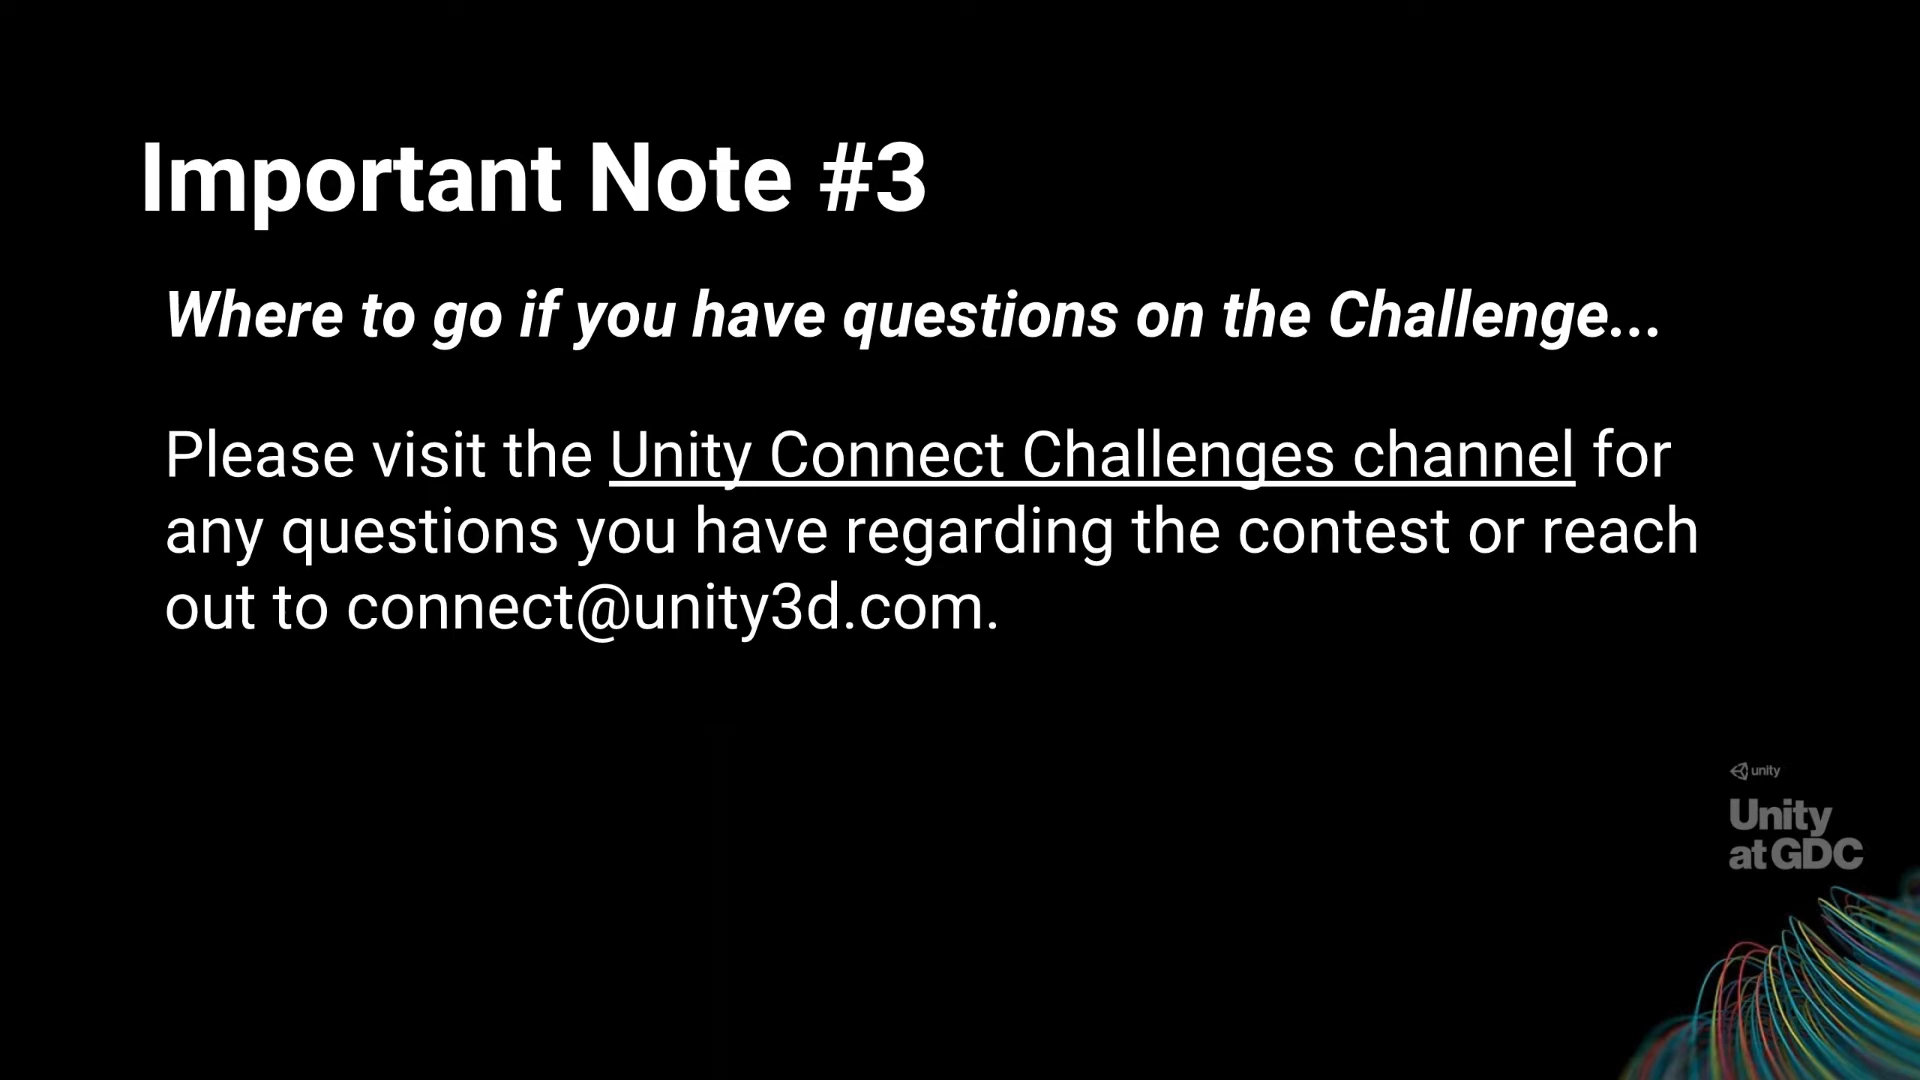 Important Note #3
Where to go if you have questions on the Challenge...
Please visit the Unity Connect Challenges channel for
any questions you have regarding the contest or reach
out to connect@unity3d.com.
unity
Unity
at GDC